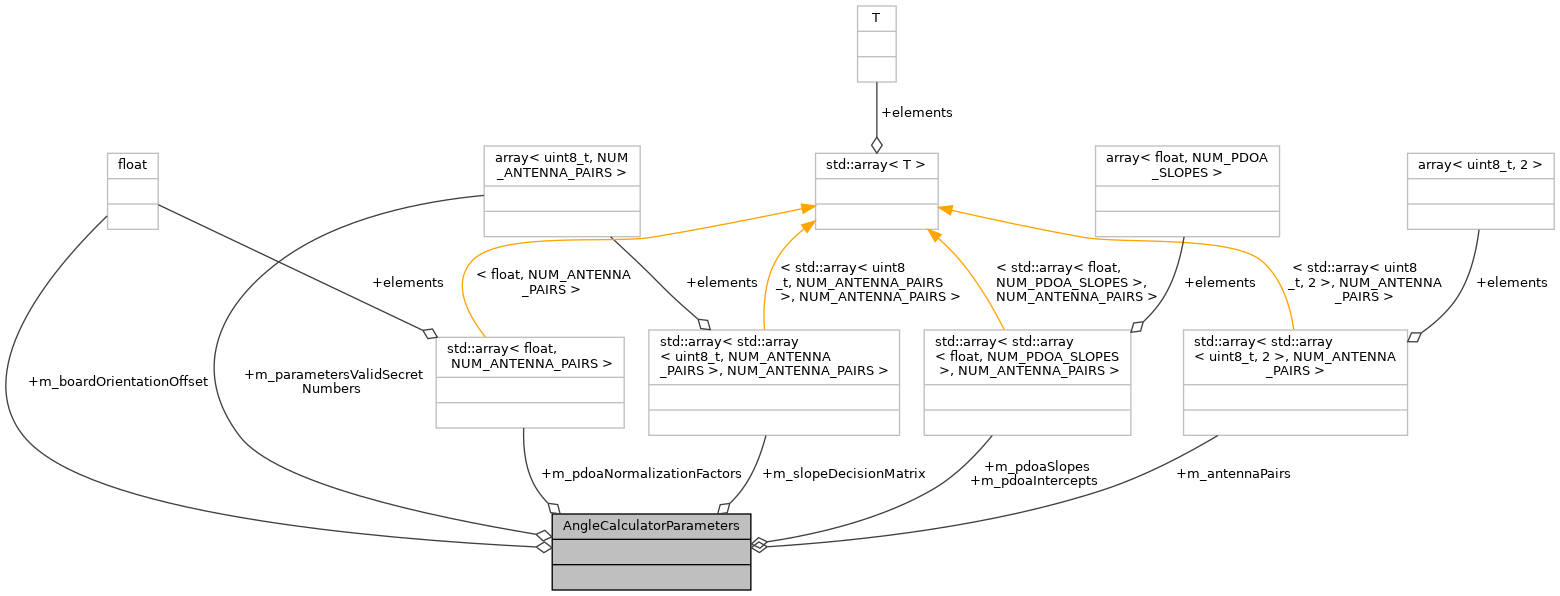 T
+elements
float
array< uint8_t, NUM
_ANTENNA_PAIRS >
std::array< T >
array< float, NUM_PDOA
_SLOPES >
array< uint8_t, 2 >
+elements
< float, NUM_ANTENNA
_PAIRS >
+elements
< std::array< uint8
_t, NUM_ANTENNA_PAIRS
>, NUM_ANTENNA_PAIRS >
< std::array< float,
NUM_PDOA_SLOPES >,
NUM_ANTENNA_PAIRS >
+elements
< std::array< uint8
_t, 2 >, NUM_ANTENNA
_PAIRS >
+elements
+m_boardOrientationOffset
+m_parametersValidSecret
Numbers
std::array< float,
NUM_ANTENNA_PAIRS >
std::array< std::array
< uint8_t, NUM_ANTENNA
_PAIRS >, NUM_ANTENNA_PAIRS >
std::array< std::array
< float, NUM_PDOA_SLOPES
>, NUM_ANTENNA_PAIRS >
std::array< std::array
< uint8_t, 2 >, NUM_ANTENNA
_PAIRS >
+m_pdoaNormalizationFactors
+m_slopeDecisionMatrix
+m_pdoaSlopes
+m_pdoaIntercepts
+m_antennaPairs
AngleCalculatorParameters